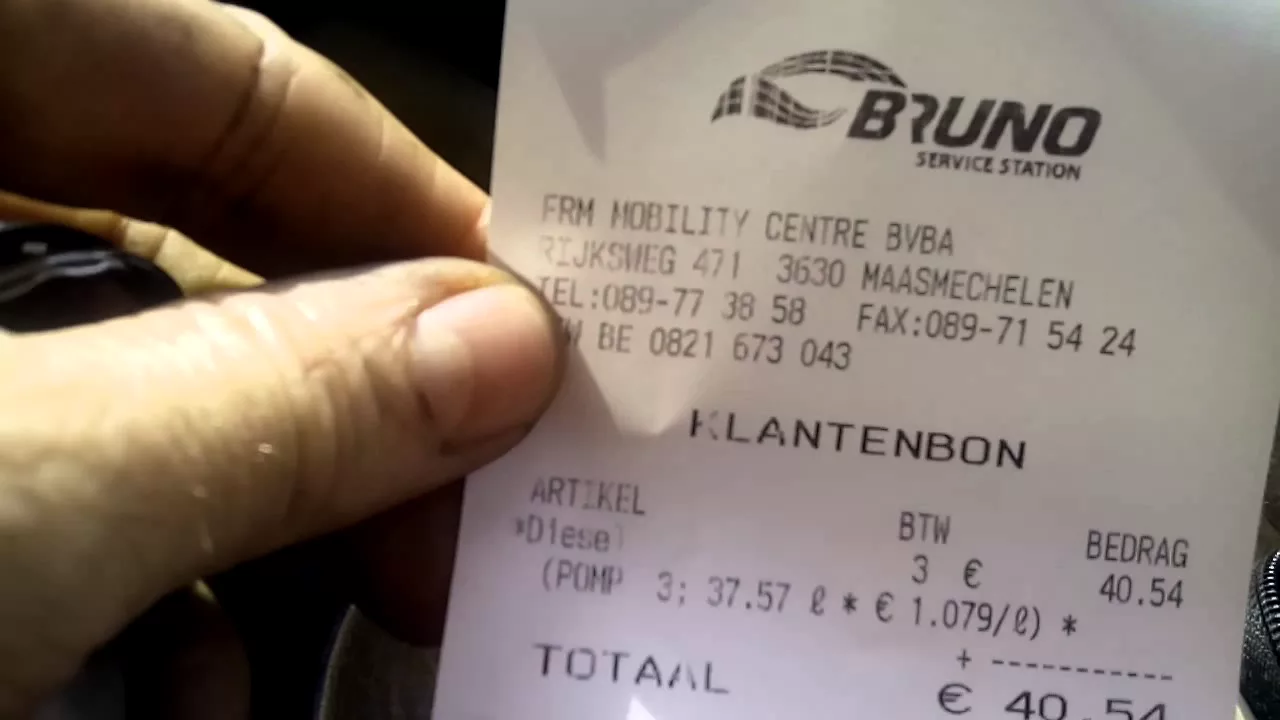 BRUNO
SERVICE STATION
FRM MOBILITY CENTRE BVBA
RIJKSWEG 471 3630 MAASMECHELEN
TEL:089-77 38 58 FAX:089-71 54 24
BE 0821 673 043
KLANTENBON
ARTIKEL BTW BEDRAG
*Diesel 3 € 40.54
(POMP 3; 37.57 ℓ * € 1.079/ℓ) *
+ -----------
TOTAAL € 40.54